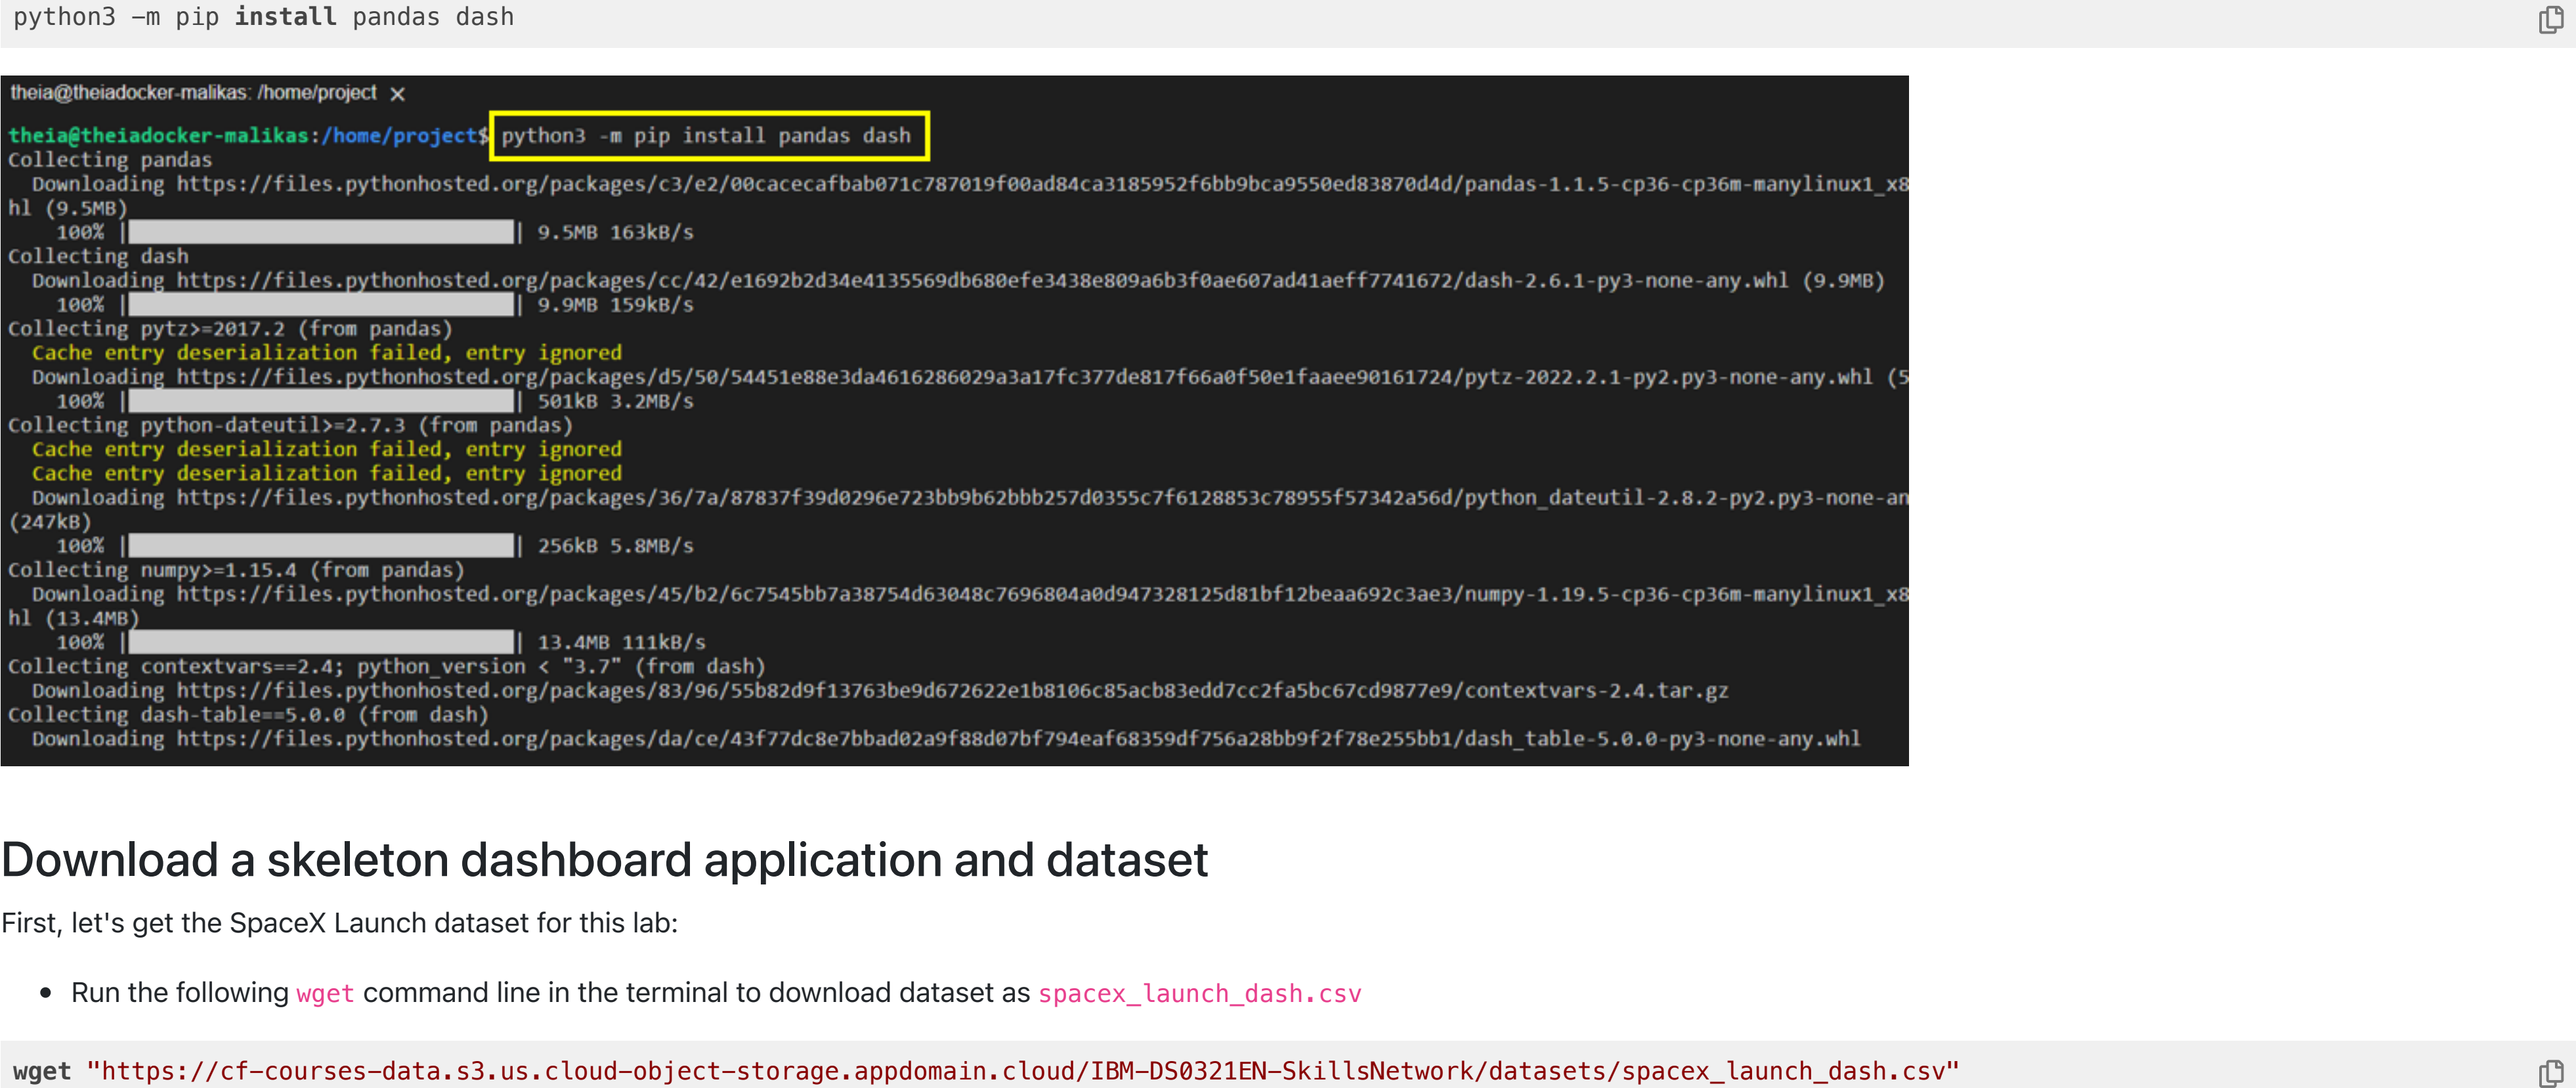 python3 -m pip install pandas dash
theia@theiadocker-malikas: /home/project ×
theia@theiadocker-malikas:/home/project$ python3 -m pip install pandas dash
Collecting pandas
Downloading https://files.pythonhosted.org/packages/c3/e2/00cacecafbab071c787019f00ad84ca3185952f6bb9bca9550ed83870d4d/pandas-1.1.5-cp36-cp36m-manylinux1_x8
hl (9.5MB)
100% || 9.5MB 163kB/s
Collecting dash
Downloading https://files.pythonhosted.org/packages/cc/42/e1692b2d34e4135569db680efe3438e809a6b3f0ae607ad41aeff7741672/dash-2.6.1-py3-none-any.whl (9.9MB)
100% || 9.9MB 159kB/s
Collecting pytz>=2017.2 (from pandas)
Cache entry deserialization failed, entry ignored
Downloading https://files.pythonhosted.org/packages/d5/50/54451e88e3da4616286029a3a17fc377de817f66a0f50e1faaee90161724/pytz-2022.2.1-py2.py3-none-any.whl (5
100% || 501kB 3.2MB/s
Collecting python-dateutil>=2.7.3 (from pandas)
Cache entry deserialization failed, entry ignored
Cache entry deserialization failed, entry ignored
Downloading https://files.pythonhosted.org/packages/36/7a/87837f39d0296e723bb9b62bbb257d0355c7f6128853c78955f57342a56d/python_dateutil-2.8.2-py2.py3-none-an
(247kB)
100% || 256kB 5.8MB/s
Collecting numpy>=1.15.4 (from pandas)
Downloading https://files.pythonhosted.org/packages/45/b2/6c7545bb7a38754d63048c7696804a0d947328125d81bf12beaa692c3ae3/numpy-1.19.5-cp36-cp36m-manylinux1_x8
hl (13.4MB)
100% || 13.4MB 111kB/s
Collecting contextvars==2.4; python_version < "3.7" (from dash)
Downloading https://files.pythonhosted.org/packages/83/96/55b82d9f13763be9d672622e1b8106c85acb83edd7cc2fa5bc67cd9877e9/contextvars-2.4.tar.gz
Collecting dash-table==5.0.0 (from dash)
Downloading https://files.pythonhosted.org/packages/da/ce/43f77dc8e7bbad02a9f88d07bf794eaf68359df756a28bb9f2f78e255bb1/dash_table-5.0.0-py3-none-any.whl
Download a skeleton dashboard application and dataset
First, let's get the SpaceX Launch dataset for this lab:
• Run the following wget command line in the terminal to download dataset as spacex_launch_dash.csv
wget "https://cf-courses-data.s3.us.cloud-object-storage.appdomain.cloud/IBM-DS0321EN-SkillsNetwork/datasets/spacex_launch_dash.csv"